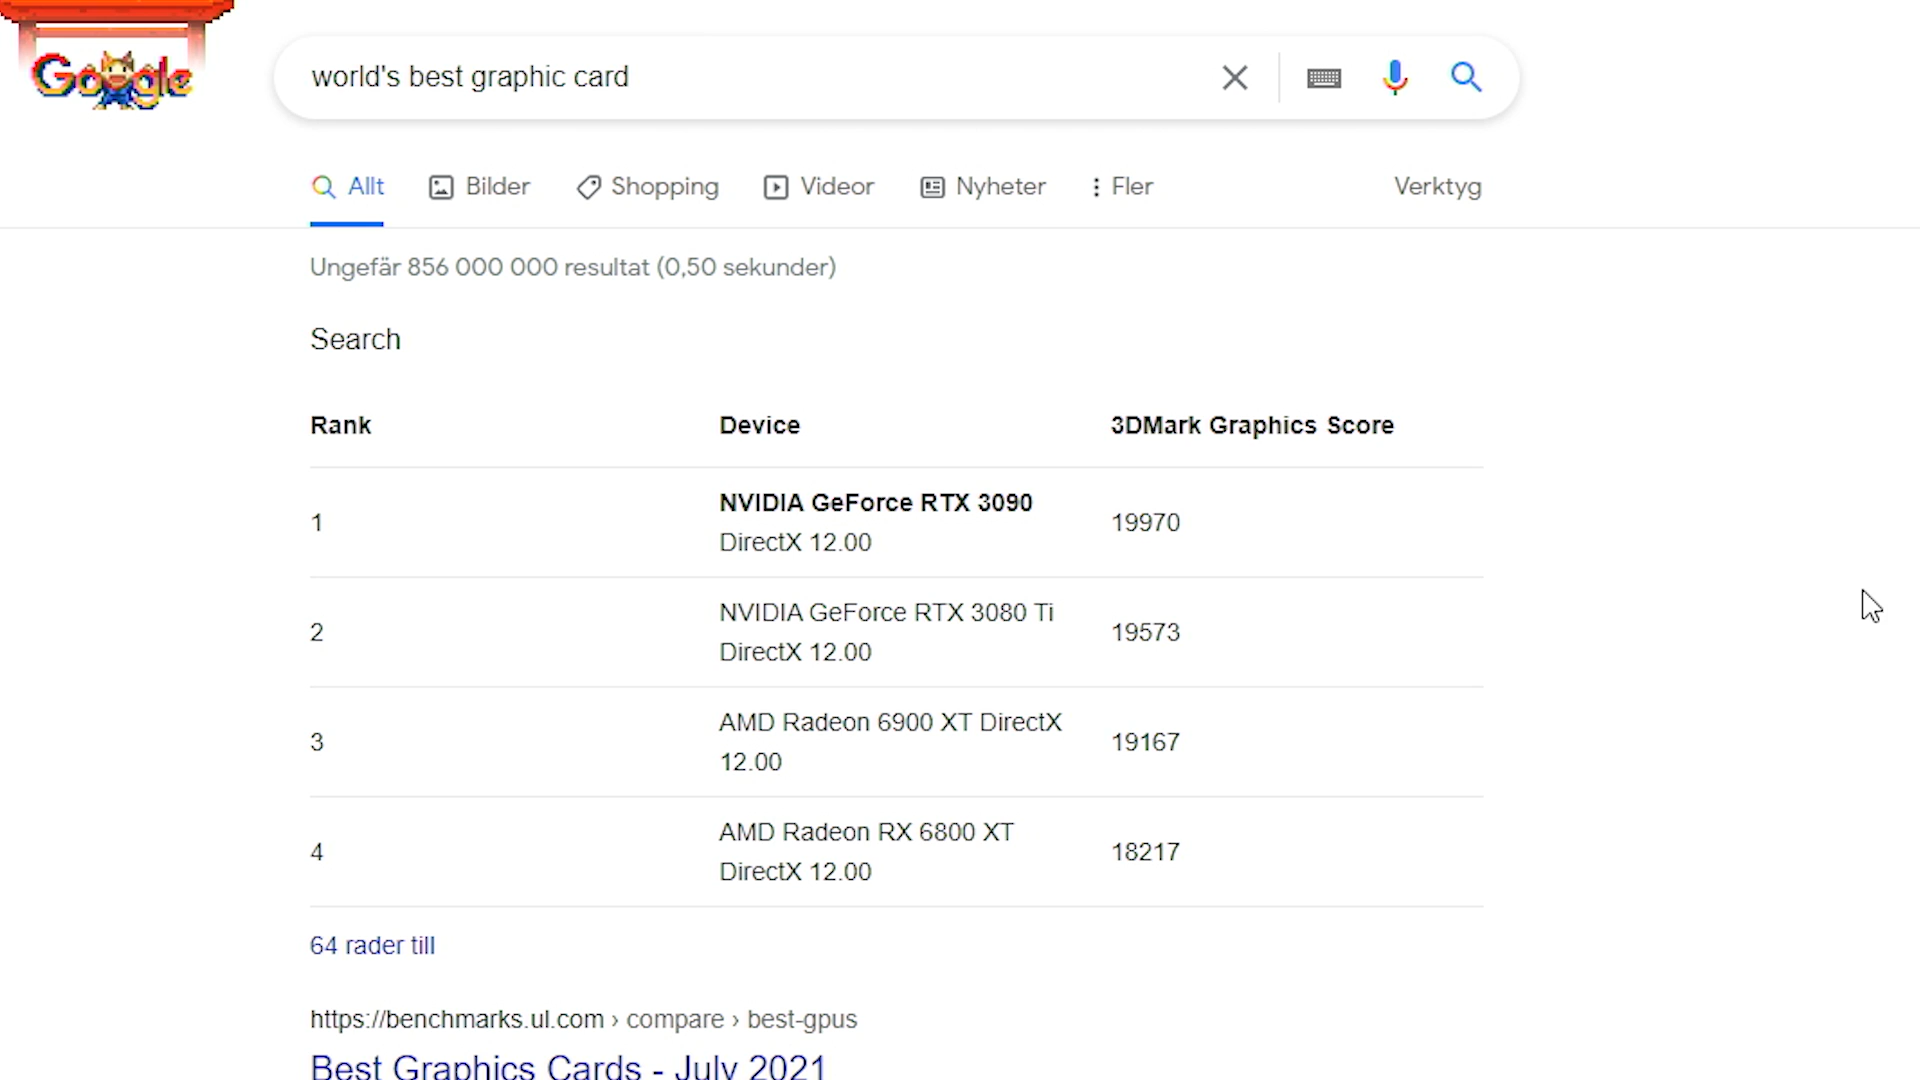 Google
world's best graphic card
Allt Bilder Shopping Videor Nyheter Fler Verktyg
Ungefär 856 000 000 resultat (0,50 sekunder)
Search
Rank Device 3DMark Graphics Score
1 NVIDIA GeForce RTX 3090 19970
DirectX 12.00
2 NVIDIA GeForce RTX 3080 Ti 19573
DirectX 12.00
3 AMD Radeon 6900 XT DirectX 19167
12.00
4 AMD Radeon RX 6800 XT 18217
DirectX 12.00
64 rader till
https://benchmarks.ul.com › compare › best-gpus
Best Graphics Cards - July 2021